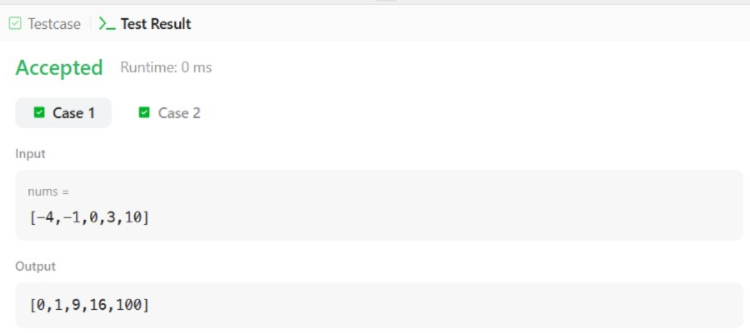 Testcase >_ Test Result
Accepted Runtime: 0 ms
Case 1 Case 2
Input
nums =
[-4,-1,0,3,10]
Output
[0,1,9,16,100]